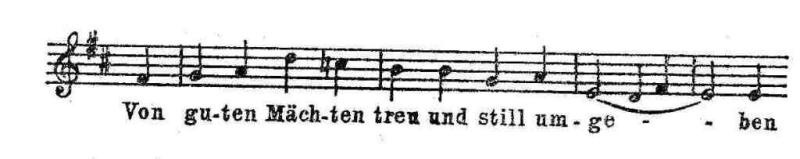 Von gu-ten Mäch-ten treu und still um-ge - - ben